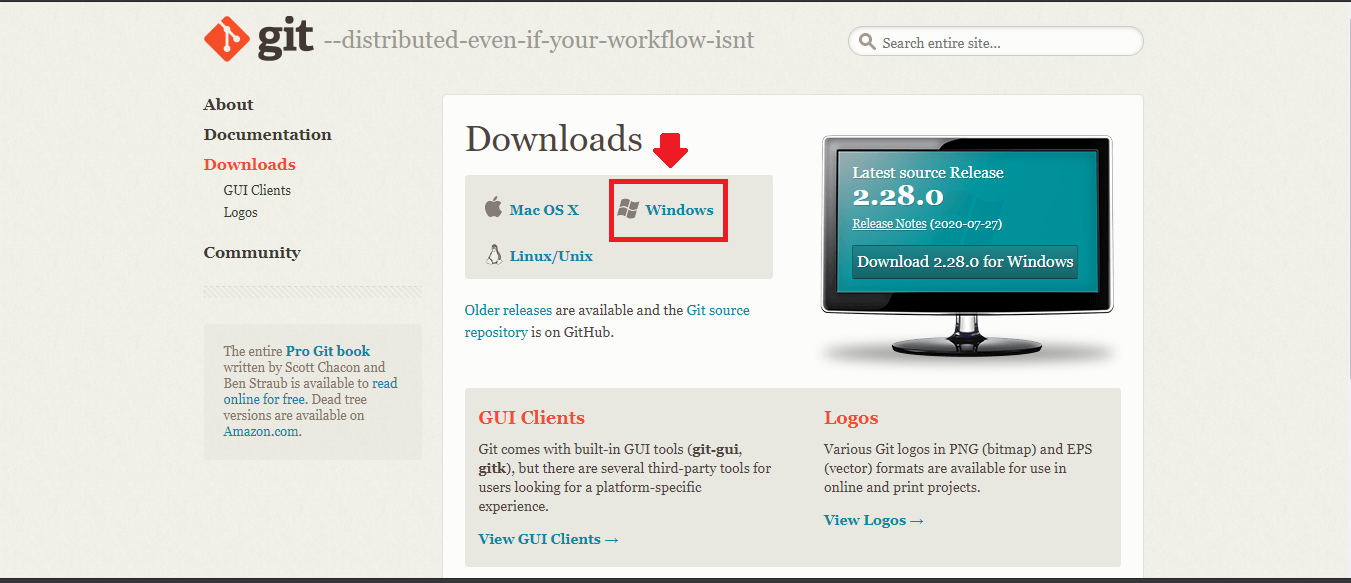 git --distributed-even-if-your-workflow-isnt
Search entire site...
About
Documentation
Downloads
GUI Clients
Logos
Community
The entire Pro Git book
written by Scott Chacon and
Ben Straub is available to read
online for free. Dead tree
versions are available on
Amazon.com.
Downloads
Mac OS X
Windows
Linux/Unix
Older releases are available and the Git source
repository is on GitHub.
Latest source Release
2.28.0
Release Notes (2020-07-27)
Download 2.28.0 for Windows
GUI Clients
Git comes with built-in GUI tools (git-gui,
gitk), but there are several third-party tools for
users looking for a platform-specific
experience.
View GUI Clients →
Logos
Various Git logos in PNG (bitmap) and EPS
(vector) formats are available for use in
online and print projects.
View Logos →